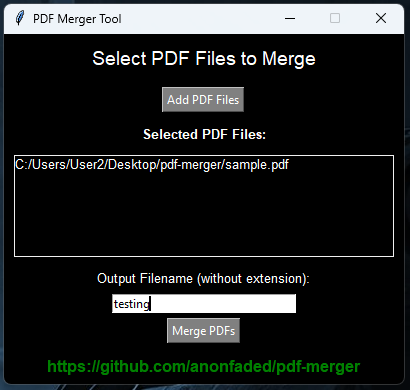 PDF Merger Tool
Select PDF Files to Merge
Add PDF Files
Selected PDF Files:
C:/Users/User2/Desktop/pdf-merger/sample.pdf
Output Filename (without extension):
testing
Merge PDFs
https://github.com/anonfaded/pdf-merger